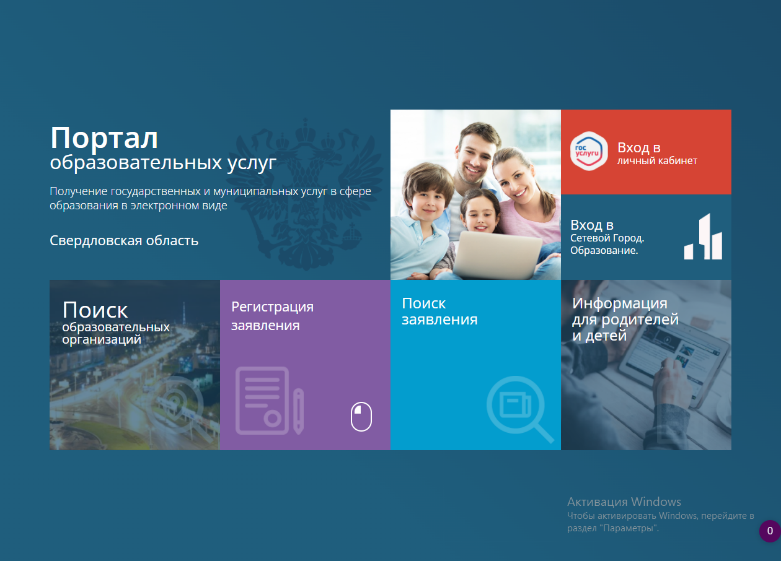 Портал
образовательных услуг
Получение государственных и муниципальных услуг в сфере
образования в электронном виде
Свердловская область
гос
услуги
Вход в
личный кабинет
Вход в
Сетевой Город.
Образование.
Поиск
образовательных
организаций
Регистрация
заявления
Поиск
заявления
Информация
для родителей
и детей
Активация Windows
Чтобы активировать Windows, перейдите в
раздел "Параметры".
0